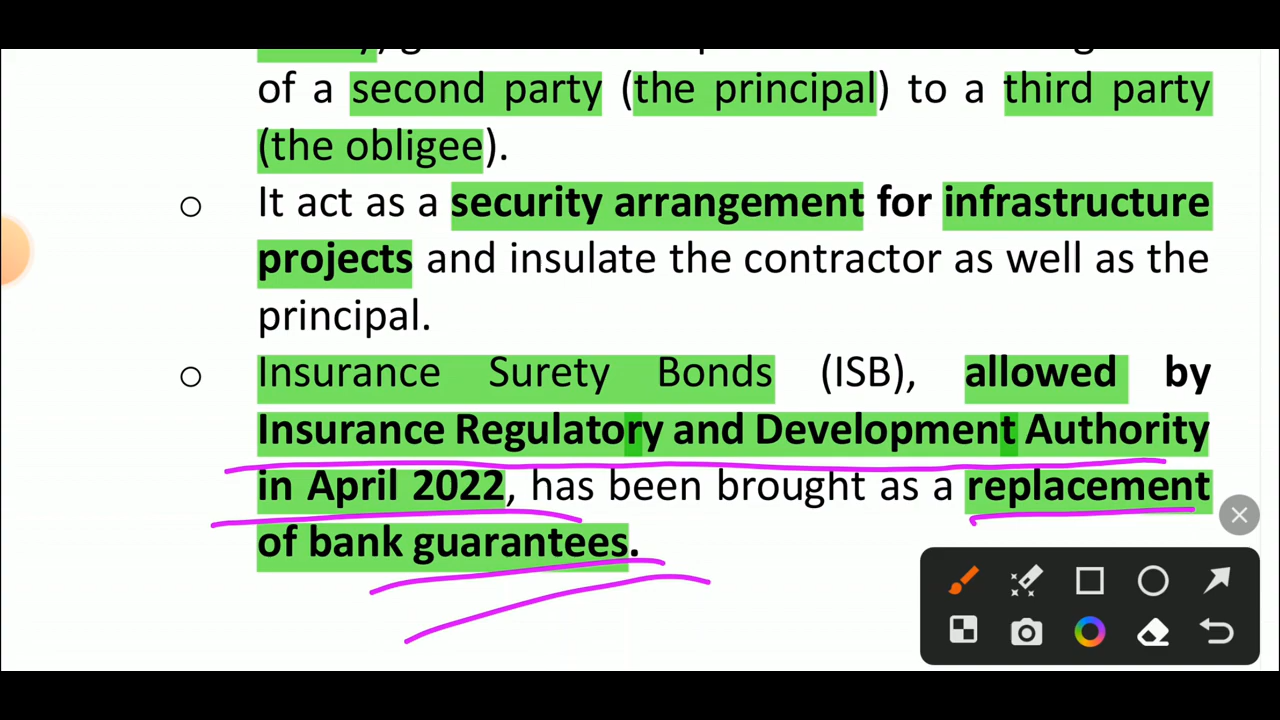 of a second party (the principal) to a third party
(the obligee).
○ It act as a security arrangement for infrastructure
projects and insulate the contractor as well as the
principal.
○ Insurance Surety Bonds (ISB), allowed by
Insurance Regulatory and Development Authority
in April 2022, has been brought as a replacement
of bank guarantees.